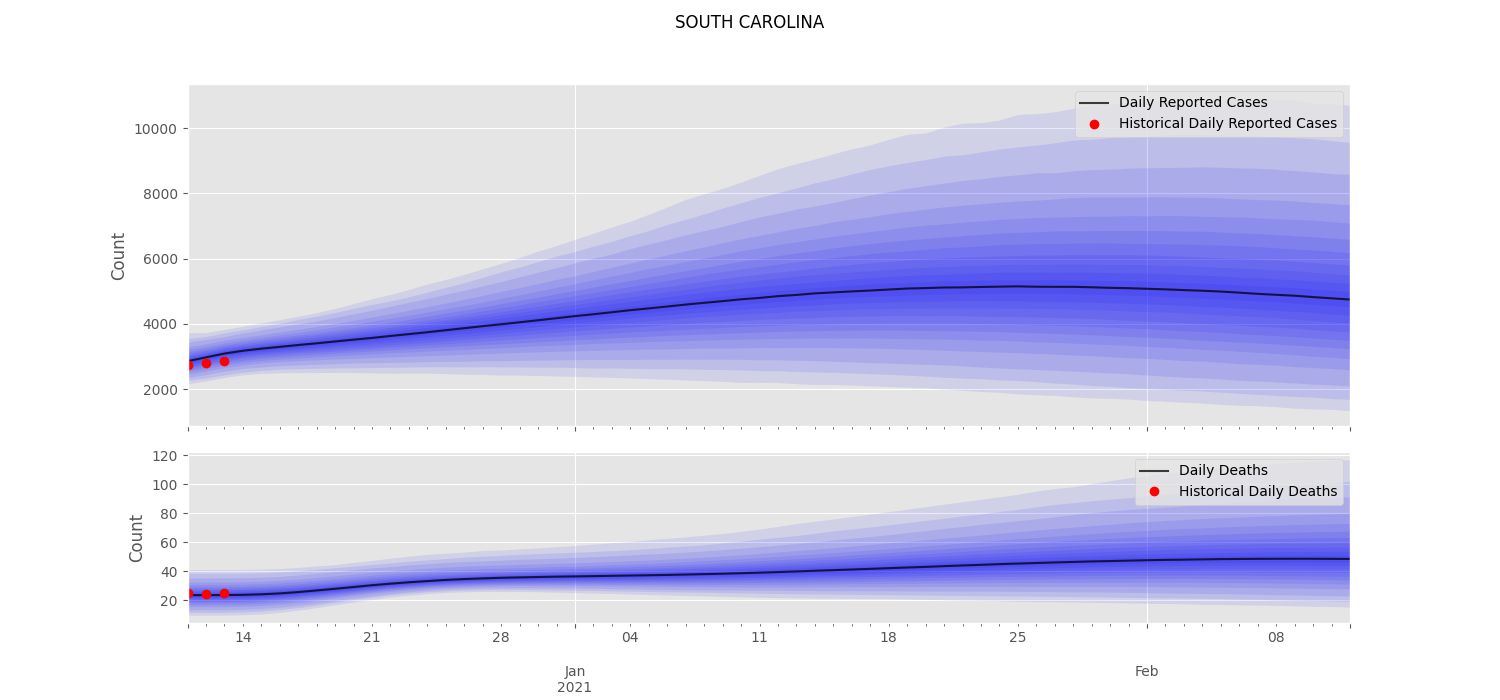 SOUTH CAROLINA
Daily Reported Cases
Historical Daily Reported Cases
10000
8000
6000
4000
2000
Count
Daily Deaths
Historical Daily Deaths
120
100
80
60
40
20
Count
14 21 28 04 11 18 25 08
Jan Feb
2021